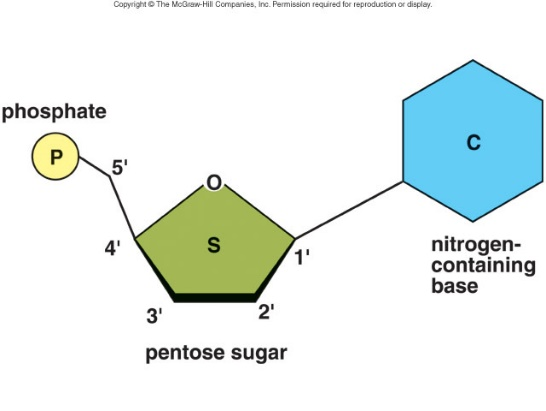 Copyright © The McGraw-Hill Companies, Inc. Permission required for reproduction or display.
phosphate
P
5'
O
C
4'
S
1'
nitrogen-
containing
base
3'
2'
pentose sugar